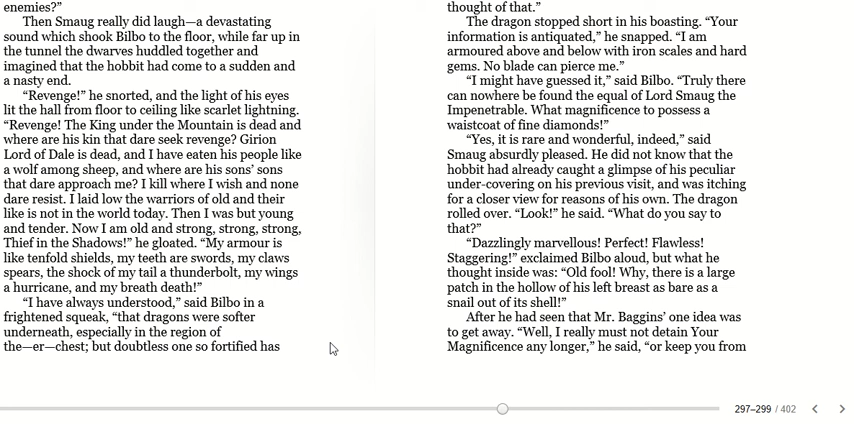 enemies?”
Then Smaug really did laugh—a devastating
sound which shook Bilbo to the floor, while far up in
the tunnel the dwarves huddled together and
imagined that the hobbit had come to a sudden and
a nasty end.
“Revenge!” he snorted, and the light of his eyes
lit the hall from floor to ceiling like scarlet lightning.
“Revenge! The King under the Mountain is dead and
where are his kin that dare seek revenge? Girion
Lord of Dale is dead, and I have eaten his people like
a wolf among sheep, and where are his sons’ sons
that dare approach me? I kill where I wish and none
dare resist. I laid low the warriors of old and their
like is not in the world today. Then I was but young
and tender. Now I am old and strong, strong, strong,
Thief in the Shadows!” he gloated. “My armour is
like tenfold shields, my teeth are swords, my claws
spears, the shock of my tail a thunderbolt, my wings
a hurricane, and my breath death!”
“I have always understood,” said Bilbo in a
frightened squeak, “that dragons were softer
underneath, especially in the region of
the—er—chest; but doubtless one so fortified has
thought of that.”
The dragon stopped short in his boasting. “Your
information is antiquated,” he snapped. “I am
armoured above and below with iron scales and hard
gems. No blade can pierce me.”
“I might have guessed it,” said Bilbo. “Truly there
can nowhere be found the equal of Lord Smaug the
Impenetrable. What magnificence to possess a
waistcoat of fine diamonds!”
“Yes, it is rare and wonderful, indeed,” said
Smaug absurdly pleased. He did not know that the
hobbit had already caught a glimpse of his peculiar
under-covering on his previous visit, and was itching
for a closer view for reasons of his own. The dragon
rolled over. “Look!” he said. “What do you say to
that?”
“Dazzlingly marvellous! Perfect! Flawless!
Staggering!” exclaimed Bilbo aloud, but what he
thought inside was: “Old fool! Why, there is a large
patch in the hollow of his left breast as bare as a
snail out of its shell!”
After he had seen that Mr. Baggins’ one idea was
to get away. “Well, I really must not detain Your
Magnificence any longer,” he said, “or keep you from
297–299 / 402